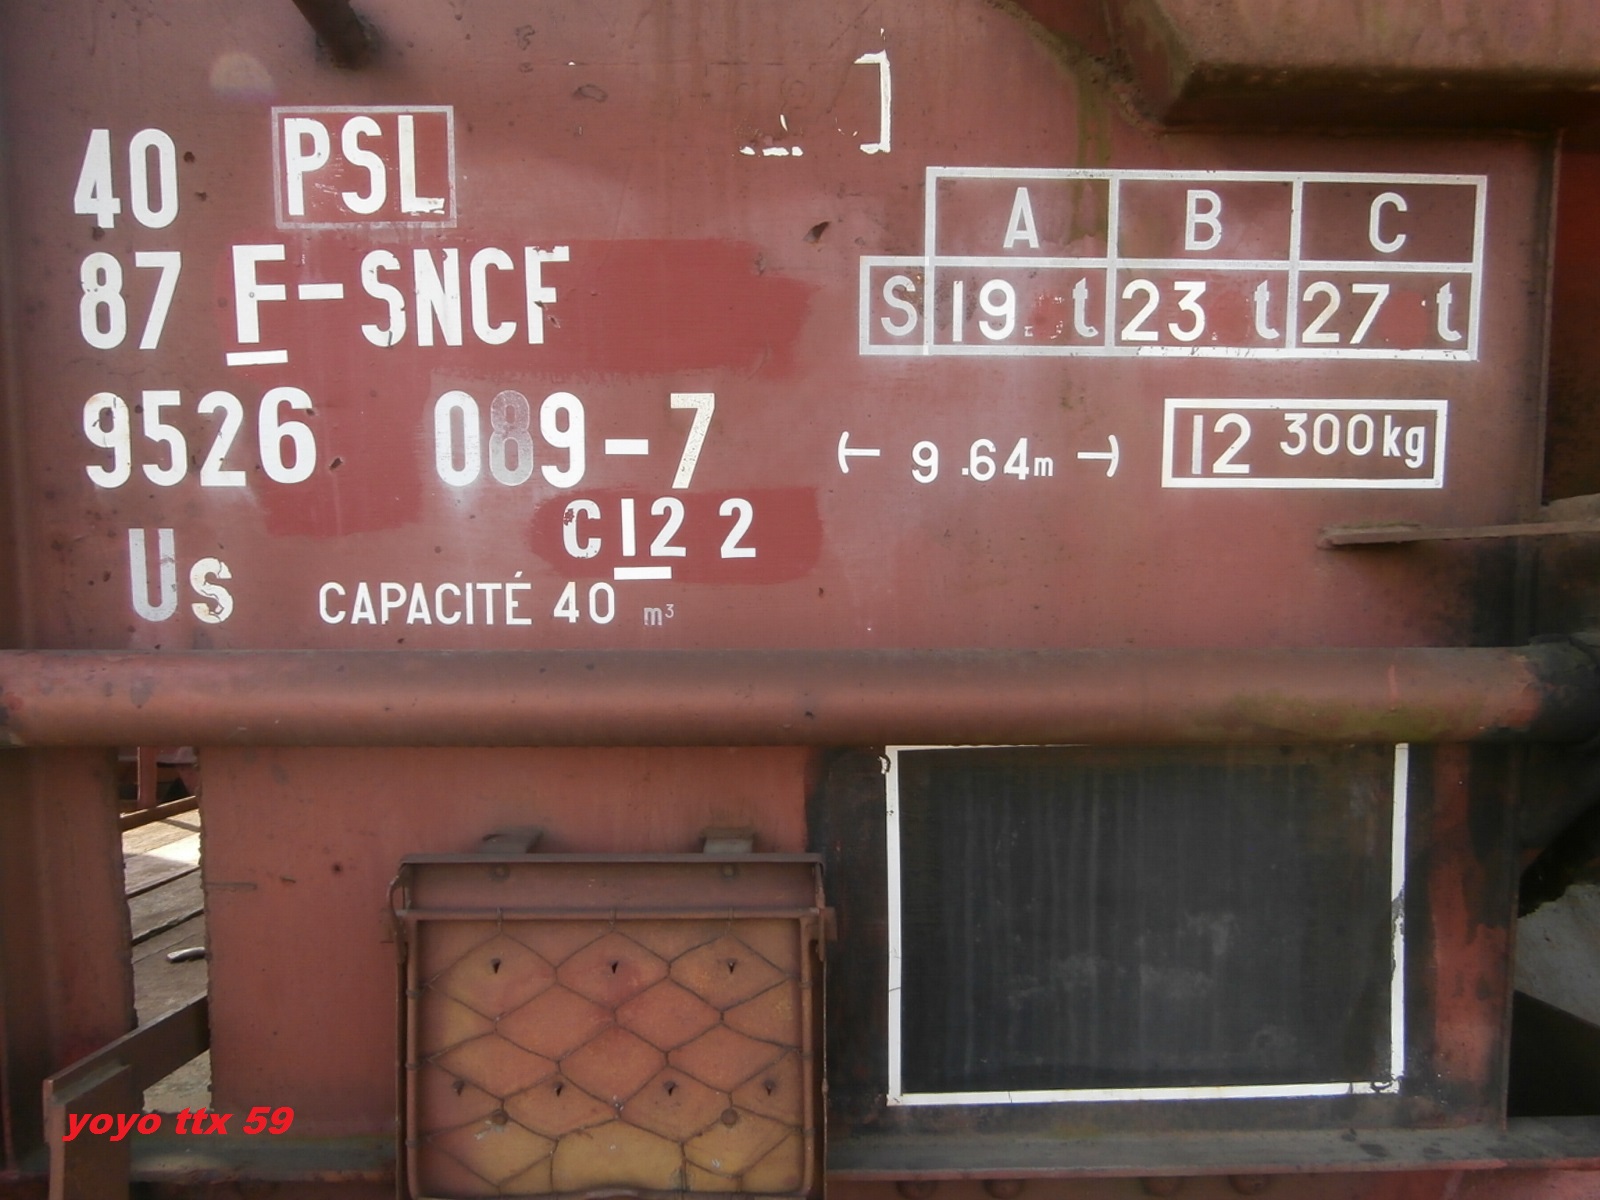 40 PSL
87 F-SNCF
9526 089-7
C12 2
Us CAPACITÉ 40 m³
A B C
S 19 t 23 t 27 t
9.64m 12 300kg
yoyo ttx 59